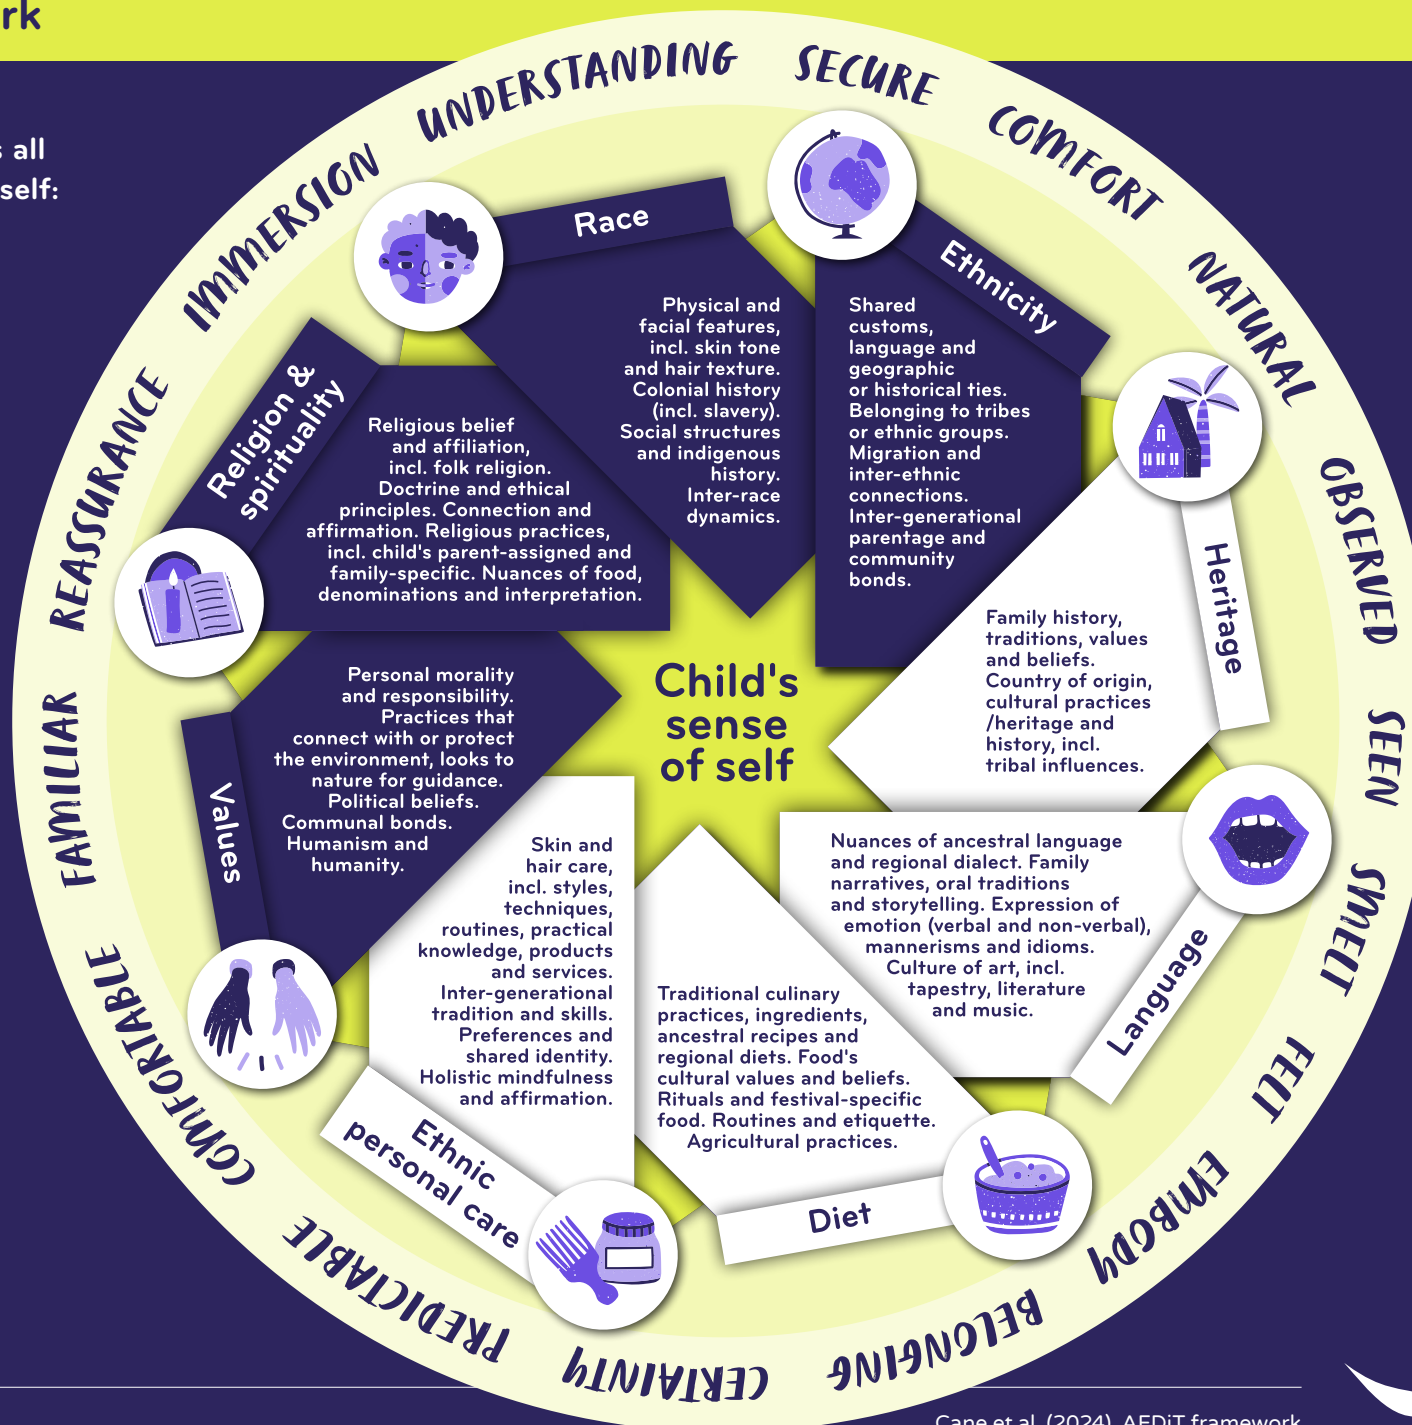 rk
s all
self:
UNDERSTANDING
SECURE
COMFORT
NATURAL
OBSERVED
SEEN
SMELT
FELT
EMBODY
BELONGING
CERTAINTY
PREDICTABLE
COMFORTABLE
FAMILIAR
REASSURANCE
IMMERSION
Race
Physical and
facial features,
incl. skin tone
and hair texture.
Colonial history
(incl. slavery).
Social structures
and indigenous
history.
Inter-race
dynamics.
Ethnicity
Shared
customs,
language and
geographic
or historical ties.
Belonging to tribes
or ethnic groups.
Migration and
inter-ethnic
connections.
Inter-generational
parentage and
community
bonds.
Heritage
Family history,
traditions, values
and beliefs.
Country of origin,
cultural practices
/heritage and
history, incl.
tribal influences.
Language
Nuances of ancestral language
and regional dialect. Family
narratives, oral traditions
and storytelling. Expression of
emotion (verbal and non-verbal),
mannerisms and idioms.
Culture of art, incl.
tapestry, literature
and music.
Diet
Traditional culinary
practices, ingredients,
ancestral recipes and
regional diets. Food's
cultural values and beliefs.
Rituals and festival-specific
food. Routines and etiquette.
Agricultural practices.
Ethnic
personal care
Skin and
hair care,
incl. styles,
techniques,
routines, practical
knowledge, products
and services.
Inter-generational
tradition and skills.
Preferences and
shared identity.
Holistic mindfulness
and affirmation.
Values
Personal morality
and responsibility.
Practices that
connect with or protect
the environment, looks to
nature for guidance.
Political beliefs.
Communal bonds.
Humanism and
humanity.
Religion &
spirituality
Religious belief
and affiliation,
incl. folk religion.
Doctrine and ethical
principles. Connection and
affirmation. Religious practices,
incl. child's parent-assigned and
family-specific. Nuances of food,
denominations and interpretation.
Child's
sense
of self
Cane et al. (2024). AEDiT framework